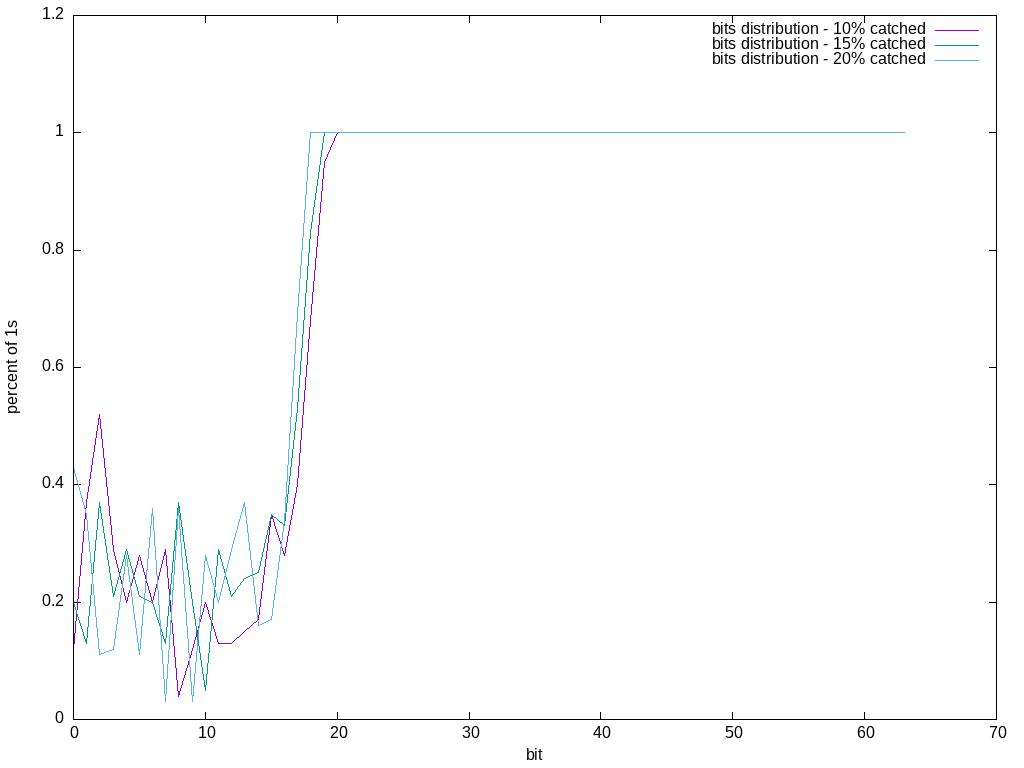 1.2
1
0.8
0.6
0.4
0.2
0
0 10 20 30 40 50 60 70
percent of 1s
bit
bits distribution - 10% catched
bits distribution - 15% catched
bits distribution - 20% catched